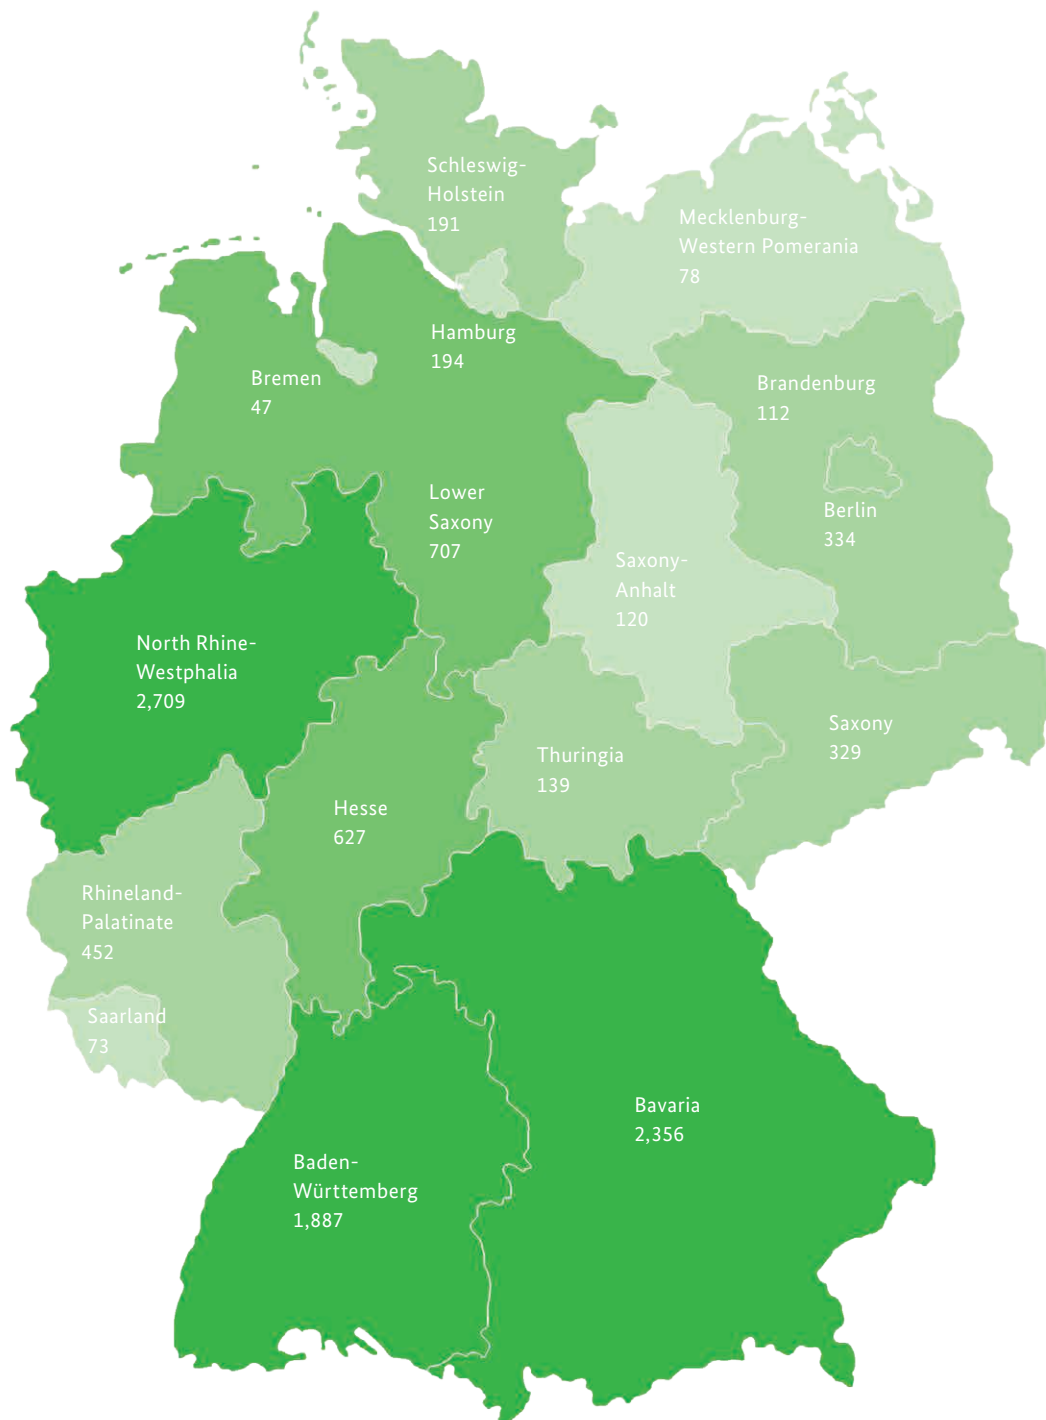 Schleswig-
Holstein
191
Mecklenburg-
Western Pomerania
78
Hamburg
194
Bremen
47
Brandenburg
112
Lower
Saxony
707
Berlin
334
Saxony-
Anhalt
120
North Rhine-
Westphalia
2,709
Saxony
329
Thuringia
139
Hesse
627
Rhineland-
Palatinate
452
Saarland
73
Bavaria
2,356
Baden-
Württemberg
1,887